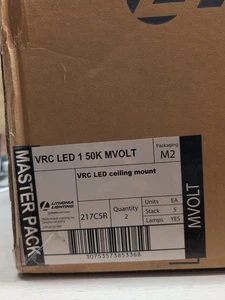 VRC LED 1 50K MVOLT
Packaging
M2
VRC LED ceiling mount
MASTER PACK
LITHONIA
LIGHTING
217C5R
Quantity
2
Units EA
Stack 5
Lamps YES
MVOLT
30753573853368